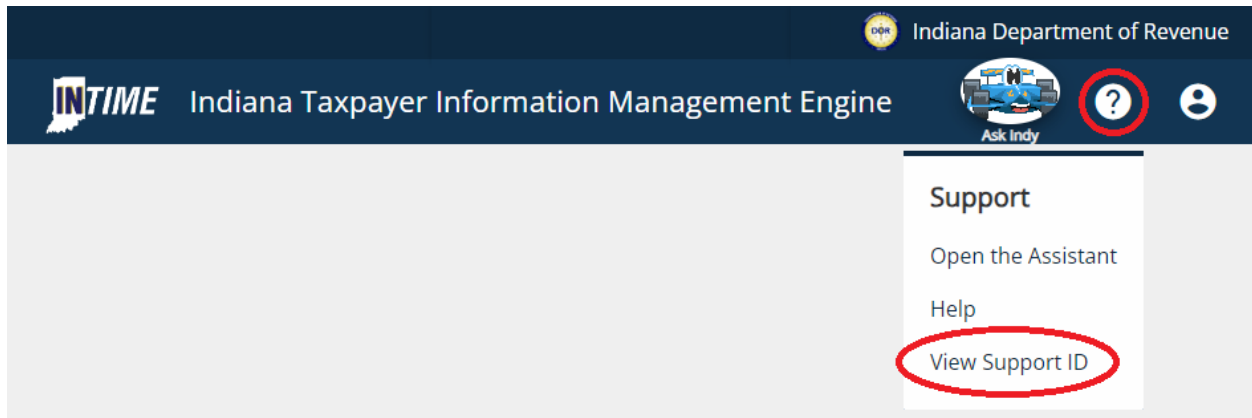 DOR
Indiana Department of Revenue
INTIME
Indiana Taxpayer Information Management Engine
?
Ask Indy
Support
Open the Assistant
Help
View Support ID